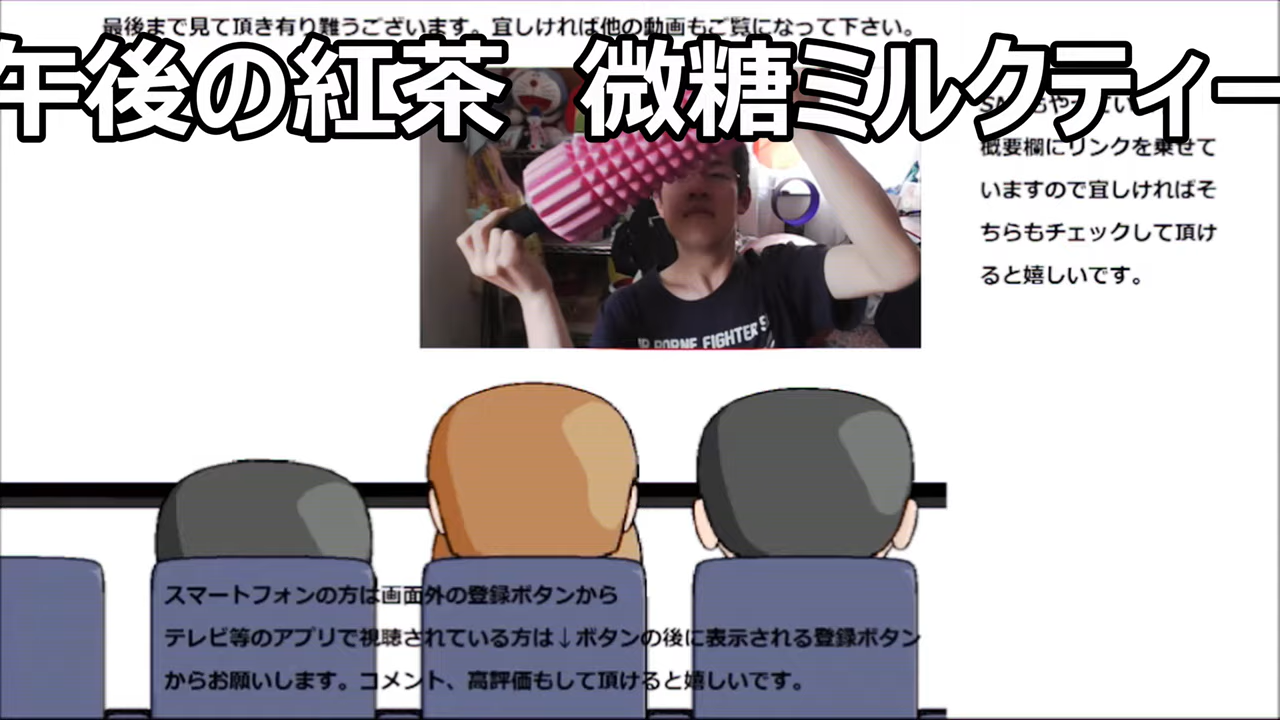 最後まで見て頂き有り難うございます。宜しければ他の動画もご覧になって下さい。
午後の紅茶 微糖ミルクティー
概要欄にリンクを乗せて
いますので宜しければそ
ちらもチェックして頂け
ると嬉しいです。
FIGHTER
スマートフォンの方は画面外の登録ボタンから
テレビ等のアプリで視聴されている方は↓ボタンの後に表示される登録ボタン
からお願いします。コメント、高評価もして頂けると嬉しいです。